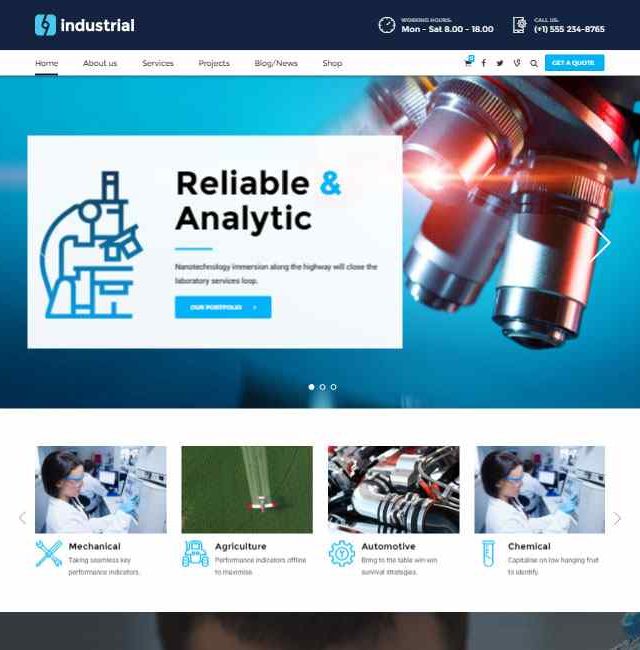 industrial
WORKING HOURS:
Mon - Sat 8.00 - 18.00
CALL US:
(+1) 555 234-8765
Home
About us
Services
Projects
Blog/News
Shop
GET A QUOTE
Reliable &
Analytic
Nanotechnology immersion along the highway will close the
laboratory services loop.
OUR PORTFOLIO
Mechanical
Taking seamless key
performance indicators.
Agriculture
Performance indicators offline
to maximise.
Automotive
Bring to the table win-win
survival strategies.
Chemical
Capitalise on low hanging fruit
to identify.